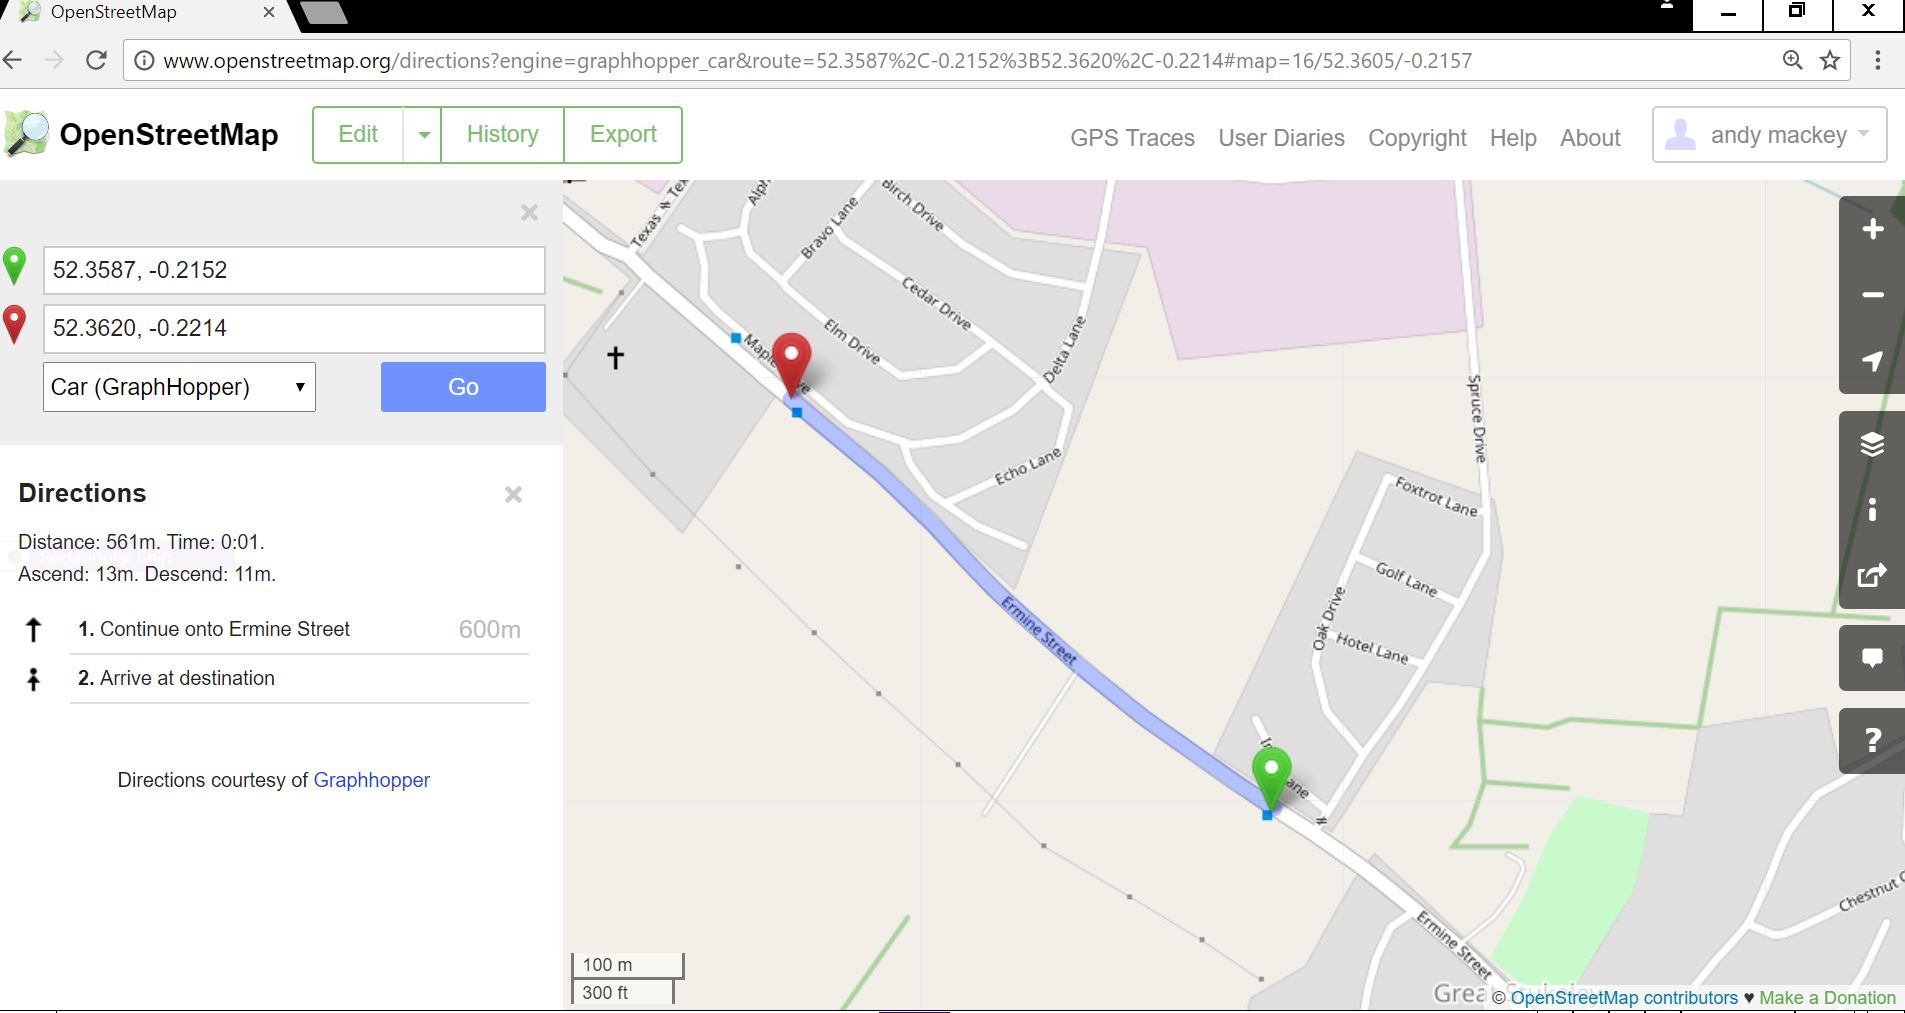 OpenStreetMap
www.openstreetmap.org/directions?engine=graphhopper_car&route=52.3587%2C-0.2152%3B52.3620%2C-0.2214#map=16/52.3605/-0.2157
OpenStreetMap
Edit
History
Export
GPS Traces
User Diaries
Copyright
Help
About
andy mackey
52.3587, -0.2152
52.3620, -0.2214
Car (GraphHopper)
Go
Directions
Distance: 561m. Time: 0:01.
Ascend: 13m. Descend: 11m.
1. Continue onto Ermine Street
600m
2. Arrive at destination
Directions courtesy of Graphhopper
Texas
Bravo Lane
Birch Drive
Cedar Drive
Elm Drive
Delta Lane
Echo Lane
Spruce Drive
Foxtrot Lane
Golf Lane
Oak Drive
Hotel Lane
Ermine Street
Ermine Street
Chestnut
100 m
300 ft
© OpenStreetMap contributors ♥ Make a Donation
?